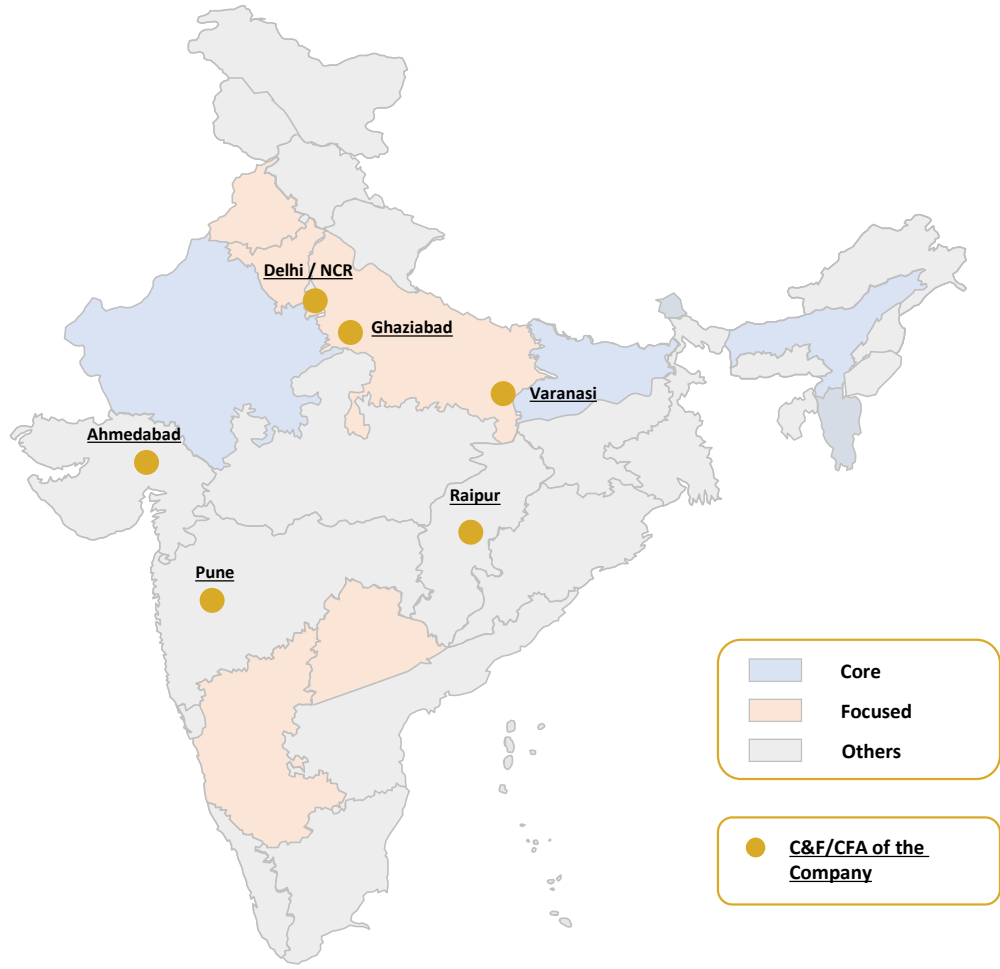 Delhi / NCR
Ghaziabad
Varanasi
Ahmedabad
Raipur
Pune
Core
Focused
Others
C&F/CFA of the
Company